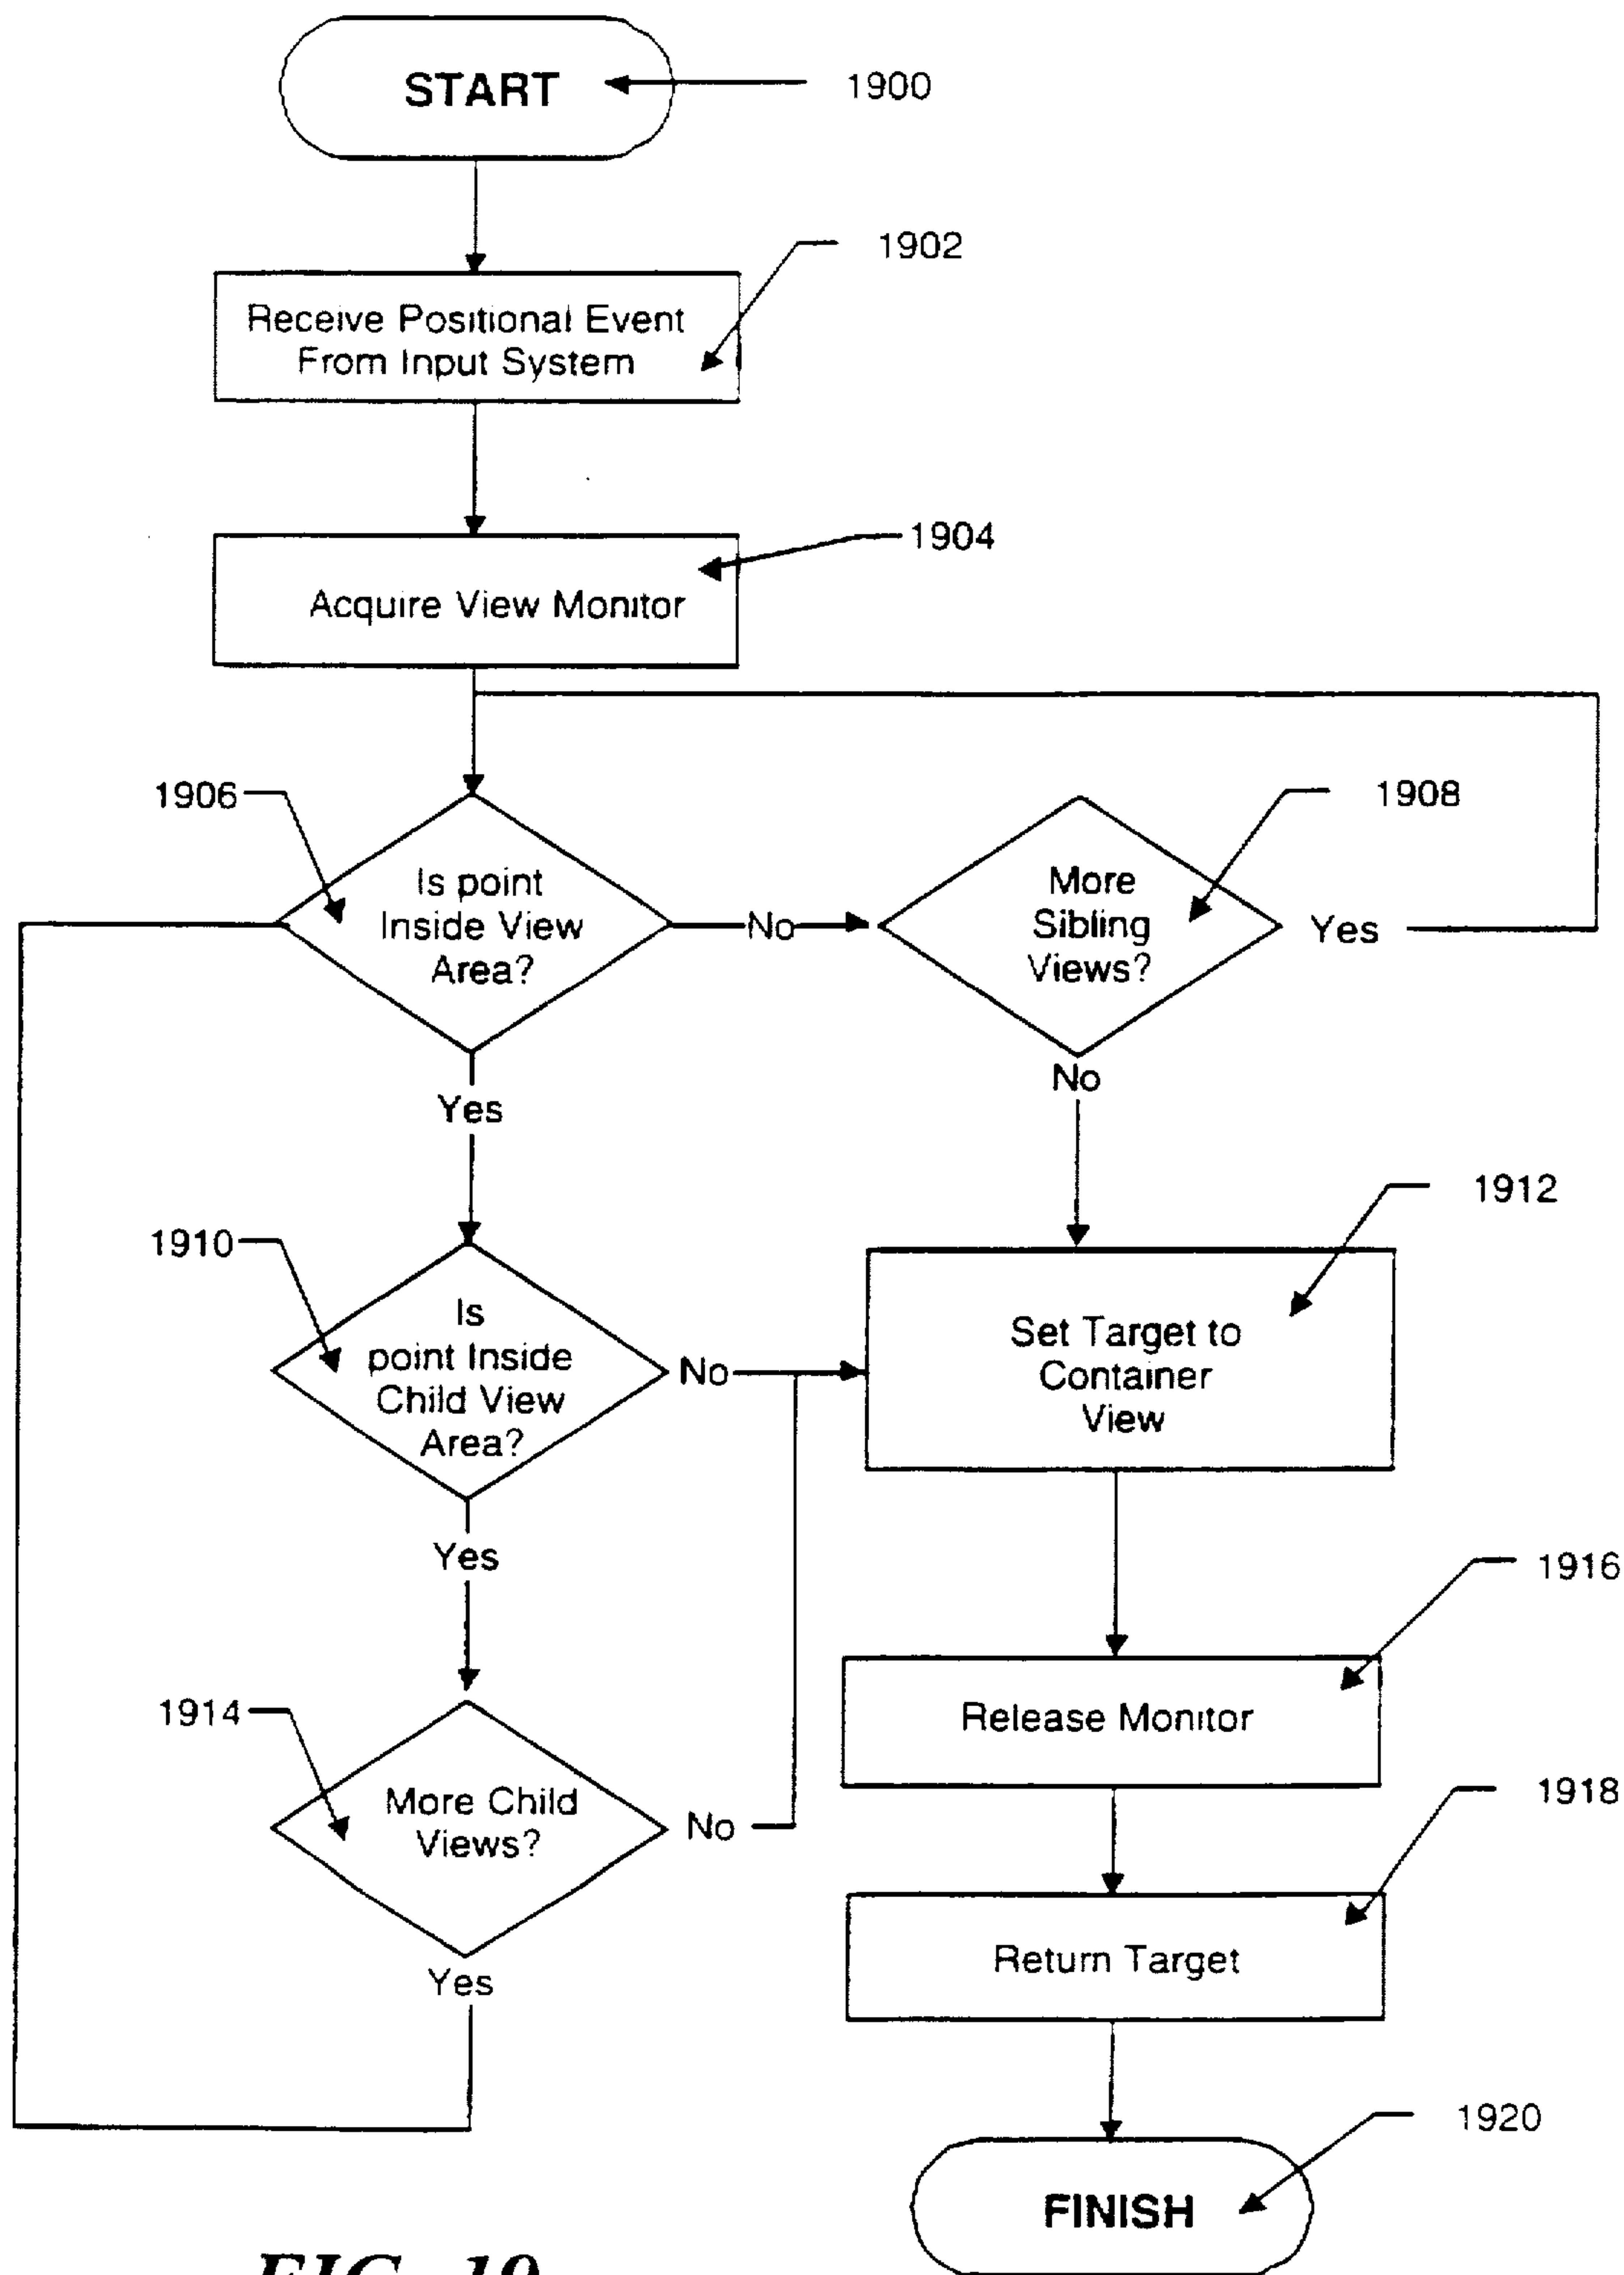 START
1900
1902
Receive Positional Event
From Input System
1904
Acquire View Monitor
1906
1908
Is point
Inside View
Area?
No
More
Sibling
Views?
Yes
Yes
No
1910
1912
Is
point Inside
Child View
Area?
No
Set Target to
Container
View
Yes
1916
1914
More Child
Views?
No
Release Monitor
1918
Yes
Return Target
1920
FINISH
FIG. 19